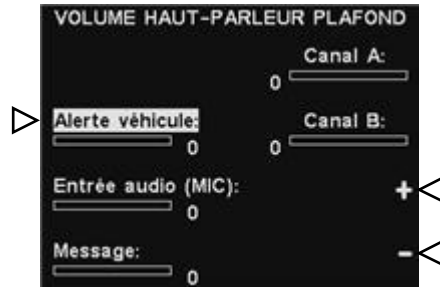 VOLUME HAUT-PARLEUR PLAFOND
Canal A:
0
Alerte véhicule:
0
Canal B:
0
Entrée audio (MIC):
0
+
Message:
0
-